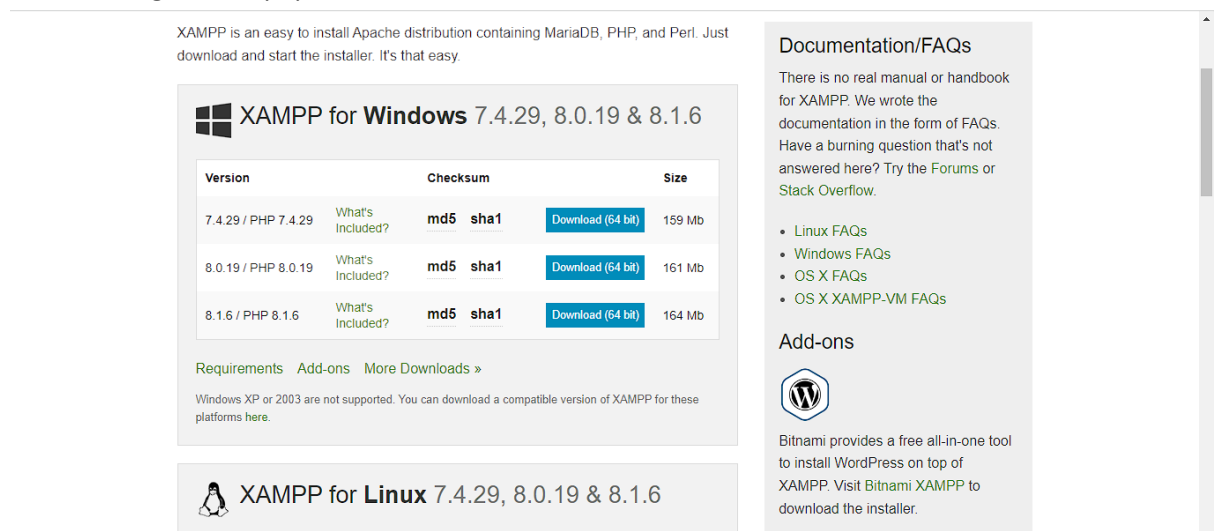 XAMPP is an easy to install Apache distribution containing MariaDB, PHP, and Perl. Just
download and start the installer. It's that easy.
XAMPP for Windows 7.4.29, 8.0.19 & 8.1.6
Version Checksum Size
7.4.29 / PHP 7.4.29 What's Included? md5 sha1 Download (64 bit) 159 Mb
8.0.19 / PHP 8.0.19 What's Included? md5 sha1 Download (64 bit) 161 Mb
8.1.6 / PHP 8.1.6 What's Included? md5 sha1 Download (64 bit) 164 Mb
Requirements Add-ons More Downloads »
Windows XP or 2003 are not supported. You can download a compatible version of XAMPP for these
platforms here.
XAMPP for Linux 7.4.29, 8.0.19 & 8.1.6
Documentation/FAQs
There is no real manual or handbook
for XAMPP. We wrote the
documentation in the form of FAQs.
Have a burning question that's not
answered here? Try the Forums or
Stack Overflow.
• Linux FAQs
• Windows FAQs
• OS X FAQs
• OS X XAMPP-VM FAQs
Add-ons
Bitnami provides a free all-in-one tool
to install WordPress on top of
XAMPP. Visit Bitnami XAMPP to
download the installer.